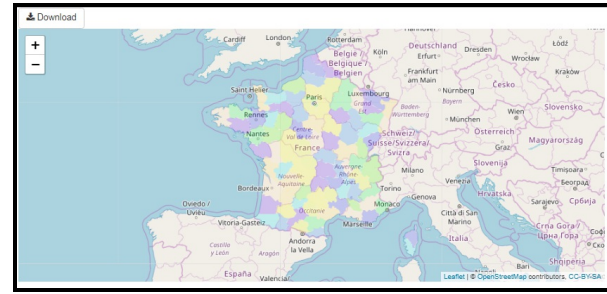 Download
+
−
Cardiff
London
Rotterdam
Hannover
België /
Belgique /
Belgien
Köln
Deutschland
Erfurt
Dresden
Wrocław
Łódź
Frankfurt
am Main
Kraków
Saint Helier
Luxembourg
Nürnberg
Česko
Paris
Grand
Est
Baden-
Württemberg
Bayern
Rennes
München
Wien
Slovensko
Nantes
Centre-
Val de Loire
Schweiz/
Suisse/Svizzera/
Svizra
Österreich
Graz
Magyarország
France
Slovenija
Nouvelle-
Aquitaine
Auvergne-
Rhône-
Alpes
Milano
Venezia
Timișoara
Bordeaux
Torino
Hrvatska
Београд
Genova
Oviedo /
Uviéu
Occitanie
Monaco
Città di San
Marino
Sarajevo
Србија
Vitoria-Gasteiz
Marseille
Andorra
la Vella
Italia
Crna Gora /
Црна Гора
Castilla
y León
Aragón
España
Valencia/
Napoli
Bari
Shqipëria
Leaflet | © OpenStreetMap contributors, CC-BY-SA